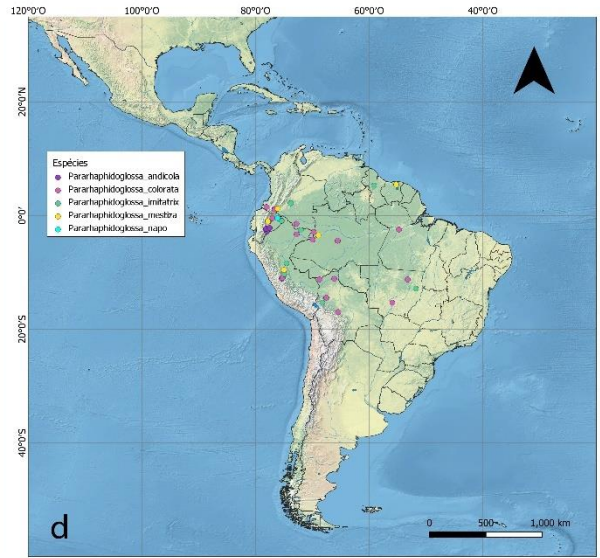 120°0'O 100°0'O 80°0'O 60°0'O 40°0'O
20°0'N
Espécies
Pararhaphidoglossa_andicola
Pararhaphidoglossa_colorata
Pararhaphidoglossa_imitatrix
Pararhaphidoglossa_mestiza
Pararhaphidoglossa_napo
0°0'
20°0'S
40°0'S
0 500 1,000 km
d